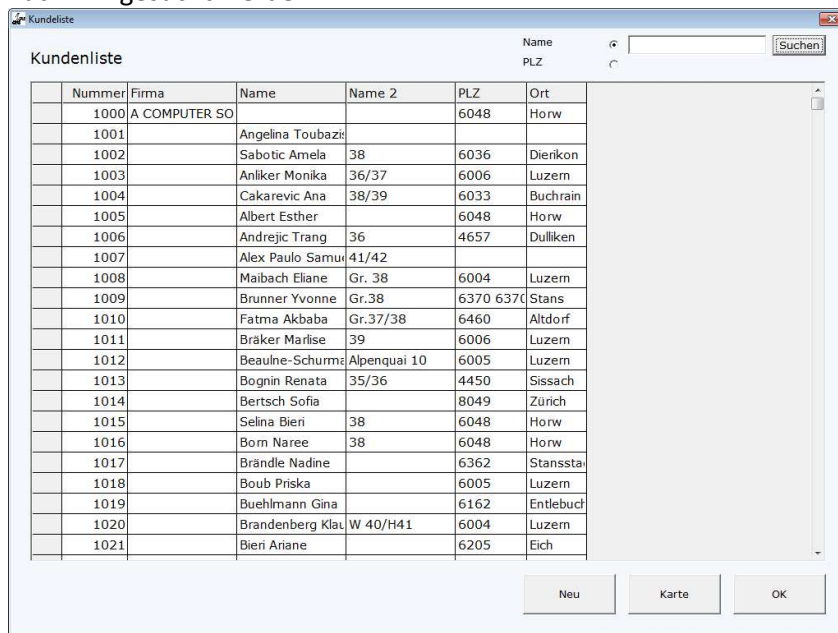 Kundeliste
Name
Suchen
Kundenliste
PLZ
Nummer Firma Name Name 2 PLZ Ort
1000 A COMPUTER SO 6048 Horw
1001 Angelina Toubazis
1002 Sabotic Amela 38 6036 Dierikon
1003 Anliker Monika 36/37 6006 Luzern
1004 Cakarevic Ana 38/39 6033 Buchrain
1005 Albert Esther 6048 Horw
1006 Andrejic Trang 36 4657 Dulliken
1007 Alex Paulo Samu 41/42
1008 Maibach Eliane Gr. 38 6004 Luzern
1009 Brunner Yvonne Gr.38 6370 6370 Stans
1010 Fatma Akbaba Gr.37/38 6460 Altdorf
1011 Bräker Marlise 39 6006 Luzern
1012 Beaulne-Schurma Alpenquai 10 6005 Luzern
1013 Bognin Renata 35/36 4450 Sissach
1014 Bertsch Sofia 8049 Zürich
1015 Selina Bieri 38 6048 Horw
1016 Born Naree 38 6048 Horw
1017 Brändle Nadine 6362 Stanssta
1018 Boub Priska 6005 Luzern
1019 Buehlmann Gina 6162 Entlebuch
1020 Brandenberg Klau W 40/H41 6004 Luzern
1021 Bieri Ariane 6205 Eich
Neu Karte OK